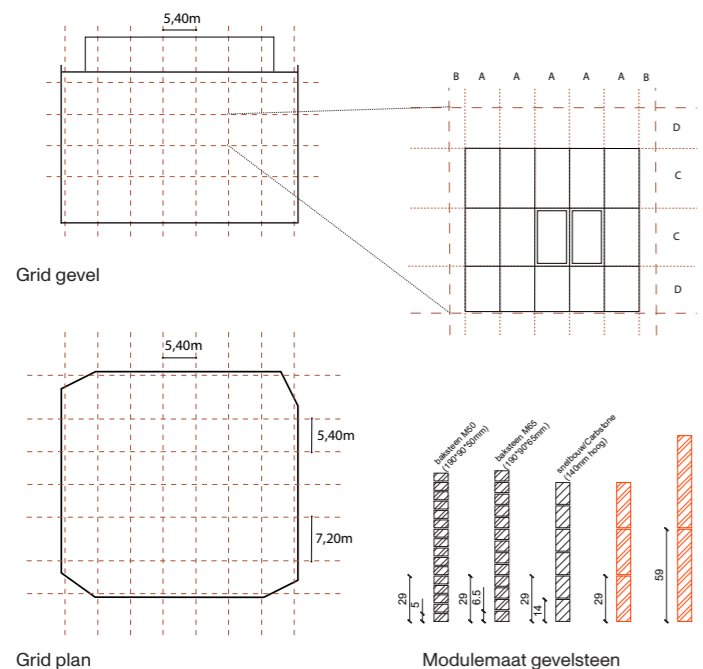 5,40m
B A A A A A B
D
C
C
D
Grid gevel
5,40m
5,40m
7,20m
Grid plan
baksteen M50
(190*90*50mm)
baksteen M65
(190*90*65mm)
snelbouw/Carbstone
(140mm hoog)
29
5
29
6.5
29
14
29
59
Modulemaat gevelsteen